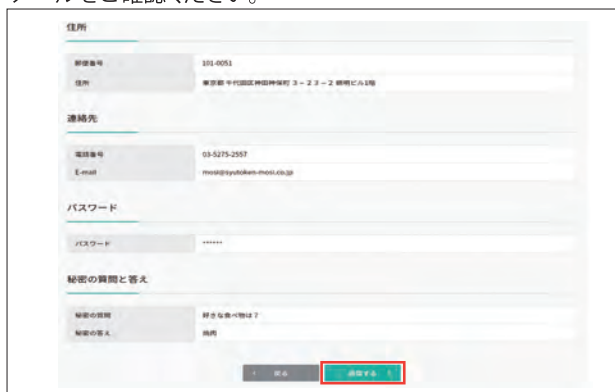 メールをご確認ください。
住所
郵便番号 101-0051
住所 東京都 千代田区神田神保町 3-23-2 錦明ビル1階
連絡先
電話番号 03-5275-2557
E-mail mosi@syutoken-mosi.co.jp
パスワード
パスワード ••••••
秘密の質問と答え
秘密の質問 好きな食べ物は?
秘密の答え 焼肉
戻る 送信する